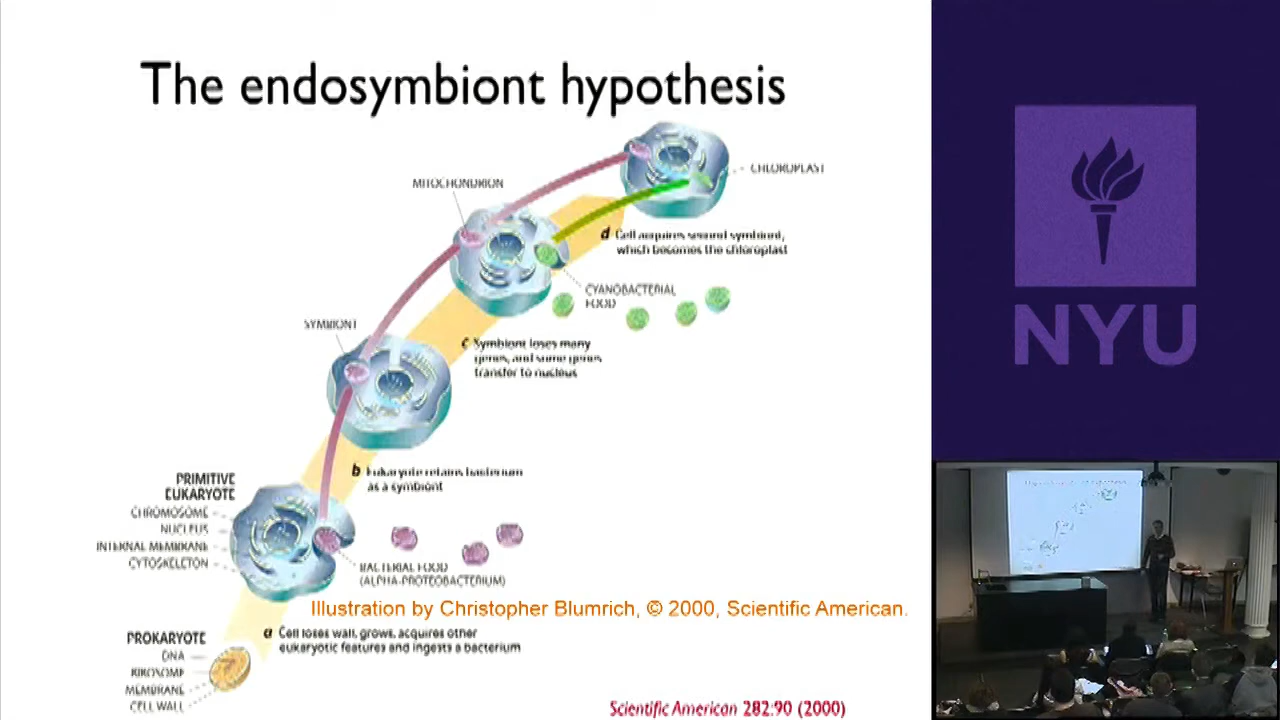 The endosymbiont hypothesis
CHLOROPLAST
MITOCHONDRION
d Cell acquires second symbiont,
which becomes the chloroplast
CYANOBACTERIAL
FOOD
SYMBIONT
c Symbiont loses many
genes, and some genes
transfer to nucleus
b Eukaryote retains bacterium
as a symbiont
PRIMITIVE
EUKARYOTE
CHROMOSOME
NUCLEUS
INTERNAL MEMBRANE
CYTOSKELETON
BACTERIAL FOOD
(ALPHA-PROTEOBACTERIUM)
Illustration by Christopher Blumrich, © 2000, Scientific American.
a Cell loses wall, grows, acquires other
eukaryotic features and ingests a bacterium
PROKARYOTE
DNA
RIBOSOME
MEMBRANE
CELL WALL
Scientific American 282:90 (2000)
NYU